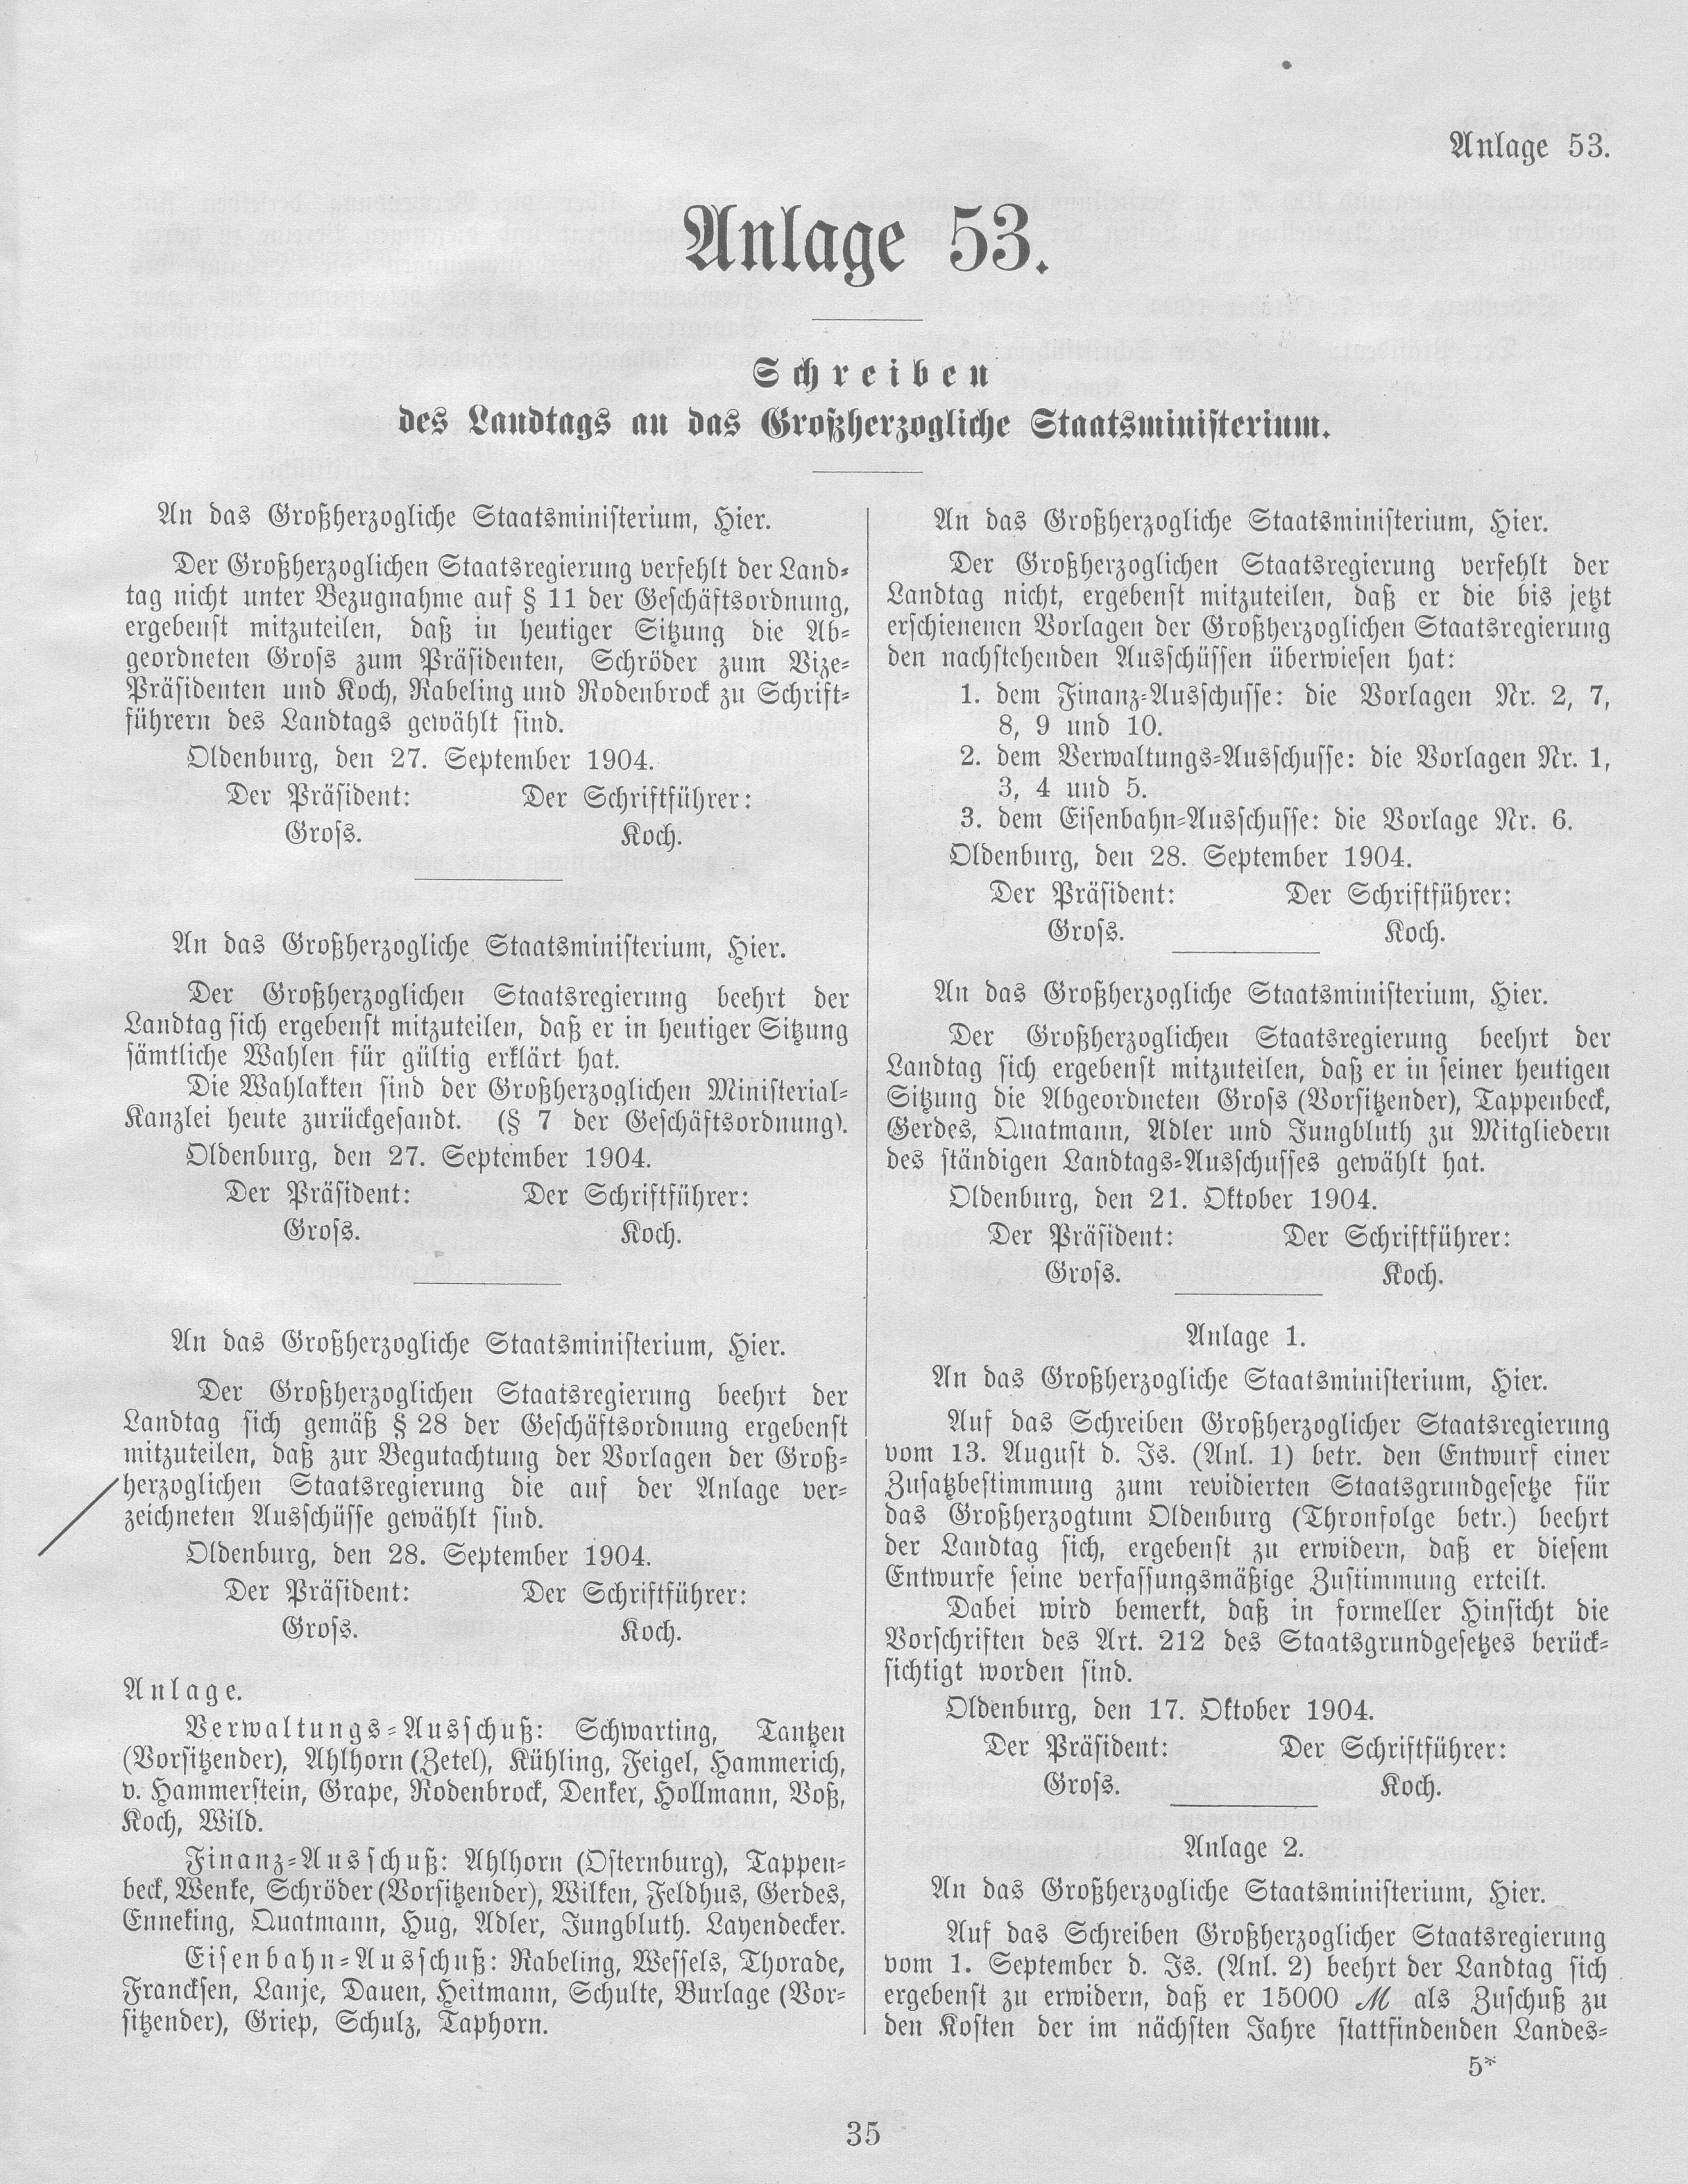 Anlage 53.
Anlage 53.
Schreiben
des Landtags an das Großherzogliche Staatsministerium.
An das Großherzogliche Staatsministerium, Hier.
Der Großherzoglichen Staatsregierung verfehlt der Land-
tag nicht unter Bezugnahme auf § 11 der Geschäftsordnung,
ergebenst mitzuteilen, daß in heutiger Sitzung die Ab-
geordneten Gross zum Präsidenten, Schröder zum Vize-
Präsidenten und Koch, Rabeling und Rodenbrock zu Schrift-
führern des Landtags gewählt sind.
Oldenburg, den 27. September 1904.
Der Präsident: Der Schriftführer:
Gross. Koch.
An das Großherzogliche Staatsministerium, Hier.
Der Großherzoglichen Staatsregierung beehrt der
Landtag sich ergebenst mitzuteilen, daß er in heutiger Sitzung
sämtliche Wahlen für gültig erklärt hat.
Die Wahlakten sind der Großherzoglichen Ministerial-
Kanzlei heute zurückgesandt. (§ 7 der Geschäftsordnung).
Oldenburg, den 27. September 1904.
Der Präsident: Der Schriftführer:
Gross. Koch.
An das Großherzogliche Staatsministerium, Hier.
Der Großherzoglichen Staatsregierung beehrt der
Landtag sich gemäß § 28 der Geschäftsordnung ergebenst
mitzuteilen, daß zur Begutachtung der Vorlagen der Groß-
herzoglichen Staatsregierung die auf der Anlage ver-
zeichneten Ausschüsse gewählt sind.
Oldenburg, den 28. September 1904.
Der Präsident: Der Schriftführer:
Gross. Koch.
Anlage.
Verwaltungs-Ausschuß: Schwarting, Tantzen
(Vorsitzender), Ahlhorn (Zetel), Kühling, Feigel, Hammerich,
v. Hammerstein, Grape, Rodenbrock, Denker, Hollmann, Voß,
Koch, Wild.
Finanz-Ausschuß: Ahlhorn (Osternburg), Tappen-
beck, Wenke, Schröder (Vorsitzender), Wilken, Feldhus, Gerdes,
Enneking, Quatmann, Hug, Adler, Jungbluth. Layendecker.
Eisenbahn-Ausschuß: Rabeling, Wessels, Thorade,
Francksen, Lanje, Dauen, Heitmann, Schulte, Burlage (Vor-
sitzender), Griep, Schulz, Taphorn.
An das Großherzogliche Staatsministerium, Hier.
Der Großherzoglichen Staatsregierung verfehlt der
Landtag nicht, ergebenst mitzuteilen, daß er die bis jetzt
erschienenen Vorlagen der Großherzoglichen Staatsregierung
den nachstehenden Ausschüssen überwiesen hat:
1. dem Finanz-Ausschusse: die Vorlagen Nr. 2, 7,
8, 9 und 10.
2. dem Verwaltungs-Ausschusse: die Vorlagen Nr. 1,
3, 4 und 5.
3. dem Eisenbahn-Ausschusse: die Vorlage Nr. 6.
Oldenburg, den 28. September 1904.
Der Präsident: Der Schriftführer:
Gross. Koch.
An das Großherzogliche Staatsministerium, Hier.
Der Großherzoglichen Staatsregierung beehrt der
Landtag sich ergebenst mitzuteilen, daß er in seiner heutigen
Sitzung die Abgeordneten Gross (Vorsitzender), Tappenbeck,
Gerdes, Quatmann, Adler und Jungbluth zu Mitgliedern
des ständigen Landtags-Ausschusses gewählt hat.
Oldenburg, den 21. Oktober 1904.
Der Präsident: Der Schriftführer:
Gross. Koch.
Anlage 1.
An das Großherzogliche Staatsministerium, Hier.
Auf das Schreiben Großherzoglicher Staatsregierung
vom 13. August d. Js. (Anl. 1) betr. den Entwurf einer
Zusatzbestimmung zum revidierten Staatsgrundgesetze für
das Großherzogtum Oldenburg (Thronfolge betr.) beehrt
der Landtag sich, ergebenst zu erwidern, daß er diesem
Entwurfe seine verfassungsmäßige Zustimmung erteilt.
Dabei wird bemerkt, daß in formeller Hinsicht die
Vorschriften des Art. 212 des Staatsgrundgesetzes berück-
sichtigt worden sind.
Oldenburg, den 17. Oktober 1904.
Der Präsident: Der Schriftführer:
Gross. Koch.
Anlage 2.
An das Großherzogliche Staatsministerium, Hier.
Auf das Schreiben Großherzoglicher Staatsregierung
vom 1. September d. Js. (Anl. 2) beehrt der Landtag sich
ergebenst zu erwidern, daß er 15000 ℳ als Zuschuß zu
den Kosten der im nächsten Jahre stattfindenden Landes-
5*
35